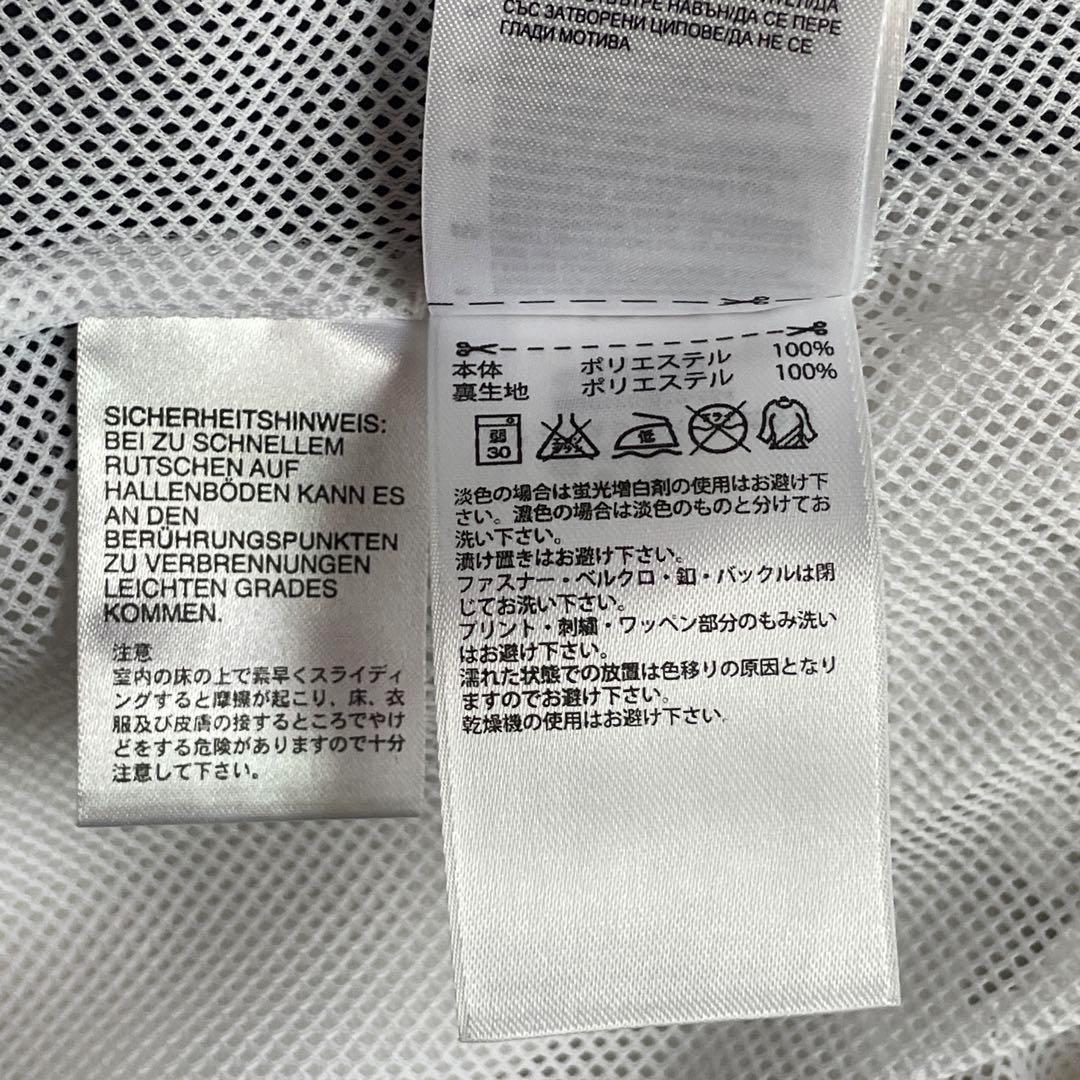 НАВЪН/ДА СЕ ПЕРЕ
СЪС ЗАТВОРЕНИ ЦИПОВЕ/ДА НЕ СЕ
ГЛАДИ МОТИВА
SICHERHEITSHINWEIS:
BEI ZU SCHNELLEM
RUTSCHEN AUF
HALLENBÖDEN KANN ES
AN DEN
BERÜHRUNGSPUNKTEN
ZU VERBRENNUNGEN
LEICHTEN GRADES
KOMMEN.
注意
室内の床の上で素早くスライディ
ングすると摩擦が起こり、床、衣
服及び皮膚の接するところでやけ
どをする危険がありますので十分
注意して下さい。
本体 ポリエステル 100%
裏生地 ポリエステル 100%
弱 30 低
淡色の場合は蛍光増白剤の使用はお避け下
さい。濃色の場合は淡色のものと分けてお
洗い下さい。
漬け置きはお避け下さい。
ファスナー・ベルクロ・釦・バックルは閉
じてお洗い下さい。
プリント・刺繍・ワッペン部分のもみ洗い
はお避け下さい。
濡れた状態での放置は色移りの原因となり
ますのでお避け下さい。
乾燥機の使用はお避け下さい.